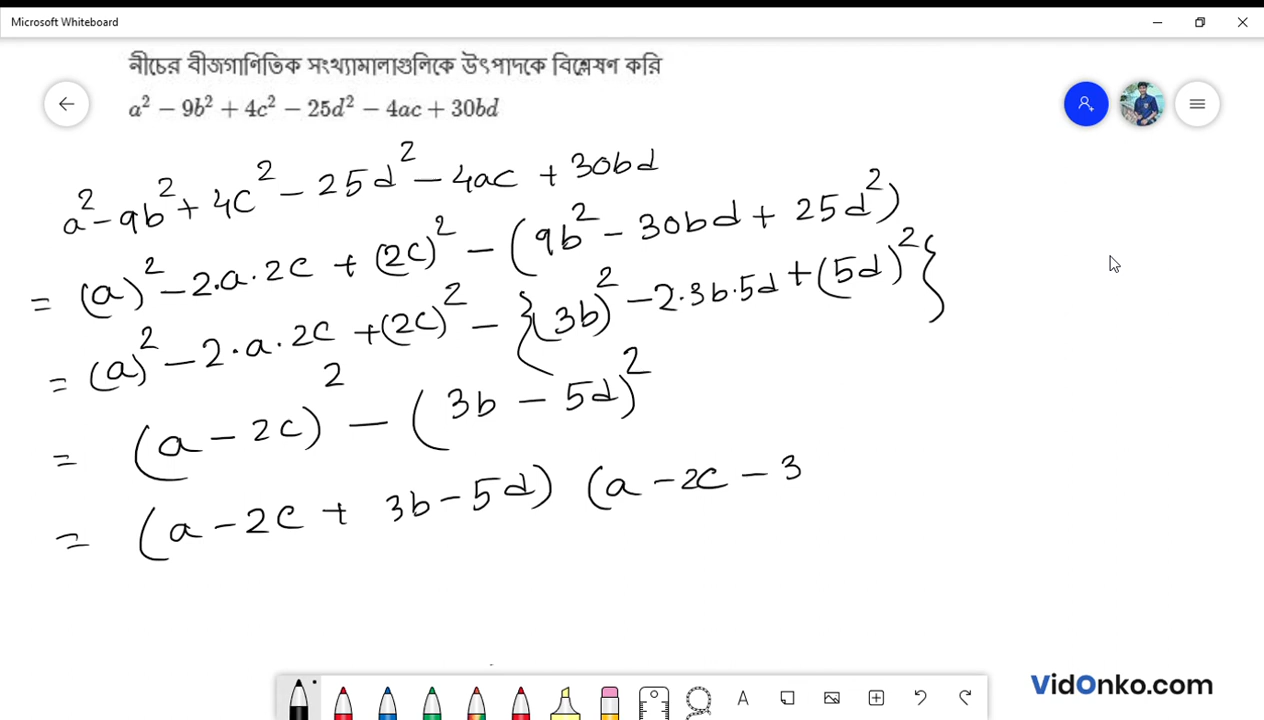 Microsoft Whiteboard
নীচের বীজগাণিতিক সংখ্যামালাগুলিকে উৎপাদকে বিশ্লেষণ করি
a² − 9b² + 4c² − 25d² − 4ac + 30bd
a² − 9b² + 4c² − 25d² − 4ac + 30bd
= (a)² − 2·a·2c + (2c)² − (9b² − 30bd + 25d²)
= (a)² − 2·a·2c + (2c)² − {(3b)² − 2·3b·5d + (5d)²}
= (a − 2c)² − (3b − 5d)²
= (a − 2c + 3b − 5d) (a − 2c − 3
A
VidOnko.com